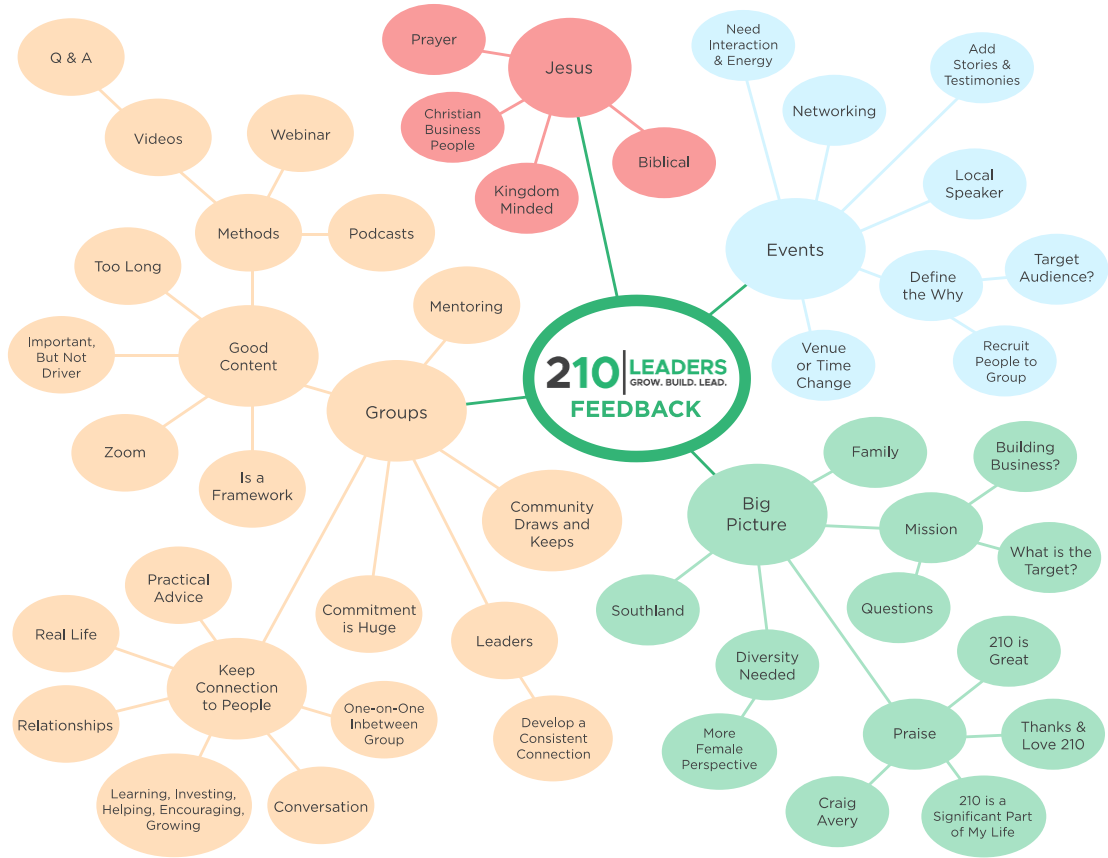 210 LEADERS
GROW. BUILD. LEAD.
FEEDBACK
Jesus
Prayer
Christian
Business
People
Kingdom
Minded
Biblical
Events
Need
Interaction
& Energy
Networking
Add
Stories &
Testimonies
Local
Speaker
Define
the Why
Target
Audience?
Recruit
People to
Group
Venue
or Time
Change
Big
Picture
Family
Mission
Building
Business?
What is the
Target?
Questions
Praise
210 is
Great
Thanks &
Love 210
210 is a
Significant Part
of My Life
Craig
Avery
Diversity
Needed
More
Female
Perspective
Southland
Groups
Mentoring
Good
Content
Methods
Videos
Q & A
Webinar
Podcasts
Too Long
Important,
But Not
Driver
Zoom
Is a
Framework
Community
Draws and
Keeps
Leaders
Develop a
Consistent
Connection
Commitment
is Huge
Keep
Connection
to People
Practical
Advice
Real Life
Relationships
Learning, Investing,
Helping, Encouraging,
Growing
Conversation
One-on-One
Inbetween
Group